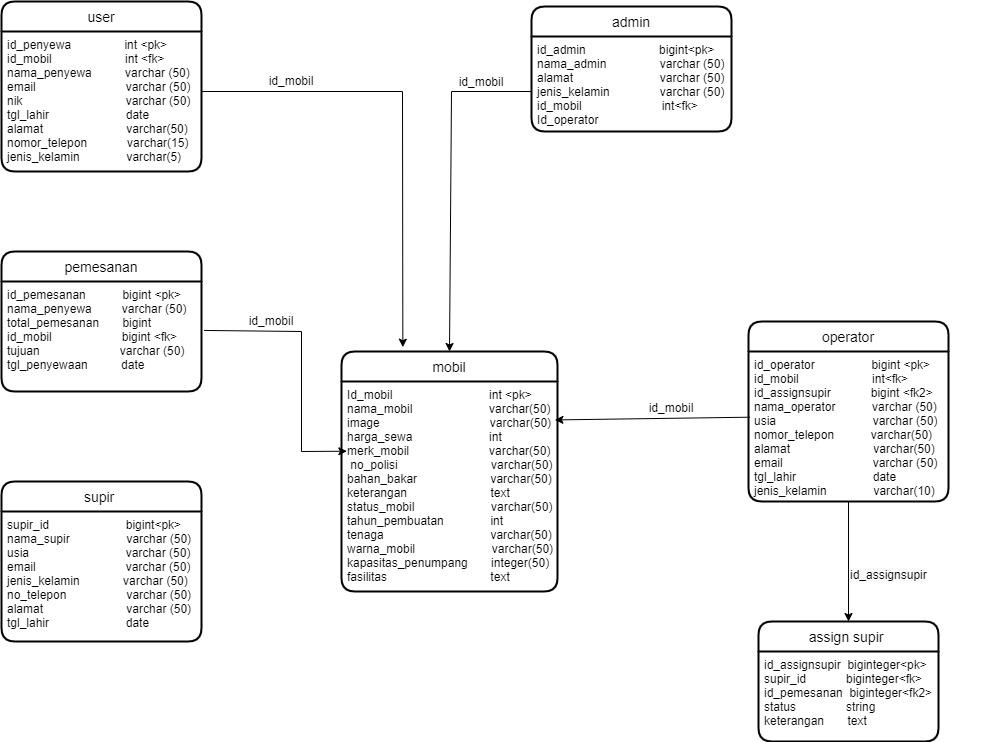 user
id_penyewa int <pk>
id_mobil int <fk>
nama_penyewa varchar (50)
email varchar (50)
nik varchar (50)
tgl_lahir date
alamat varchar(50)
nomor_telepon varchar(15)
jenis_kelamin varchar(5)
id_mobil
admin
id_admin bigint<pk>
nama_admin varchar (50)
alamat varchar (50)
jenis_kelamin varchar (50)
id_mobil int<fk>
Id_operator
id_mobil
pemesanan
id_pemesanan bigint <pk>
nama_penyewa varchar (50)
total_pemesanan bigint
id_mobil bigint <fk>
tujuan varchar (50)
tgl_penyewaan date
id_mobil
mobil
Id_mobil int <pk>
nama_mobil varchar(50)
image varchar(50)
harga_sewa int
merk_mobil varchar(50)
no_polisi varchar(50)
bahan_bakar varchar(50)
keterangan text
status_mobil varchar(50)
tahun_pembuatan int
tenaga varchar(50)
warna_mobil varchar(50)
kapasitas_penumpang integer(50)
fasilitas text
id_mobil
operator
id_operator bigint <pk>
id_mobil int<fk>
id_assignsupir bigint <fk2>
nama_operator varchar (50)
usia varchar (50)
nomor_telepon varchar(50)
alamat varchar(50)
email varchar (50)
tgl_lahir date
jenis_kelamin varchar(10)
supir
supir_id bigint<pk>
nama_supir varchar (50)
usia varchar (50)
email varchar (50)
jenis_kelamin varchar (50)
no_telepon varchar (50)
alamat varchar (50)
tgl_lahir date
id_assignsupir
assign supir
id_assignsupir biginteger<pk>
supir_id biginteger<fk>
id_pemesanan biginteger<fk2>
status string
keterangan text